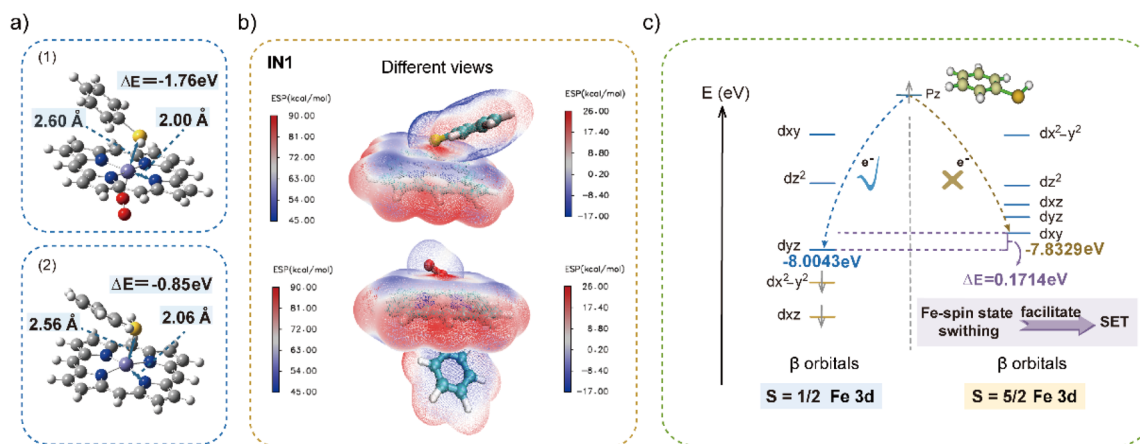 a)
(1)
ΔE=-1.76eV
2.60 Å
2.00 Å
(2)
ΔE=-0.85eV
2.56 Å
2.06 Å
b)
IN1
Different views
ESP(kcal/mol)
90.00
81.00
72.00
63.00
54.00
45.00
ESP(kcal/mol)
26.00
17.40
8.80
0.20
-8.40
-17.00
ESP(kcal/mol)
90.00
81.00
72.00
63.00
54.00
45.00
ESP(kcal/mol)
26.00
17.40
8.80
0.20
-8.40
-17.00
c)
E (eV)
Pz
dxy
dx²-y²
e⁻
e⁻
dz²
dz²
dxz
dyz
dyz
dxy
-8.0043eV
-7.8329eV
dx²-y²
ΔE=0.1714eV
dxz
Fe-spin state
swithing
facilitate
SET
β orbitals
β orbitals
S = 1/2 Fe 3d
S = 5/2 Fe 3d